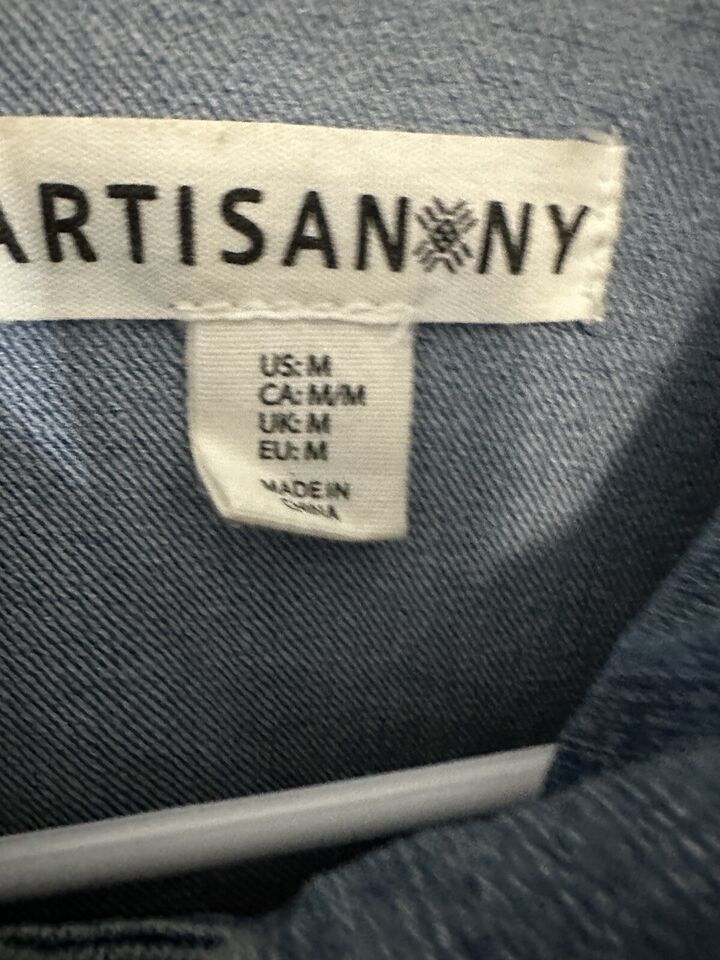 ARTISAN NY
US: M
CA: M/M
UK: M
EU: M
MADE IN
CHINA